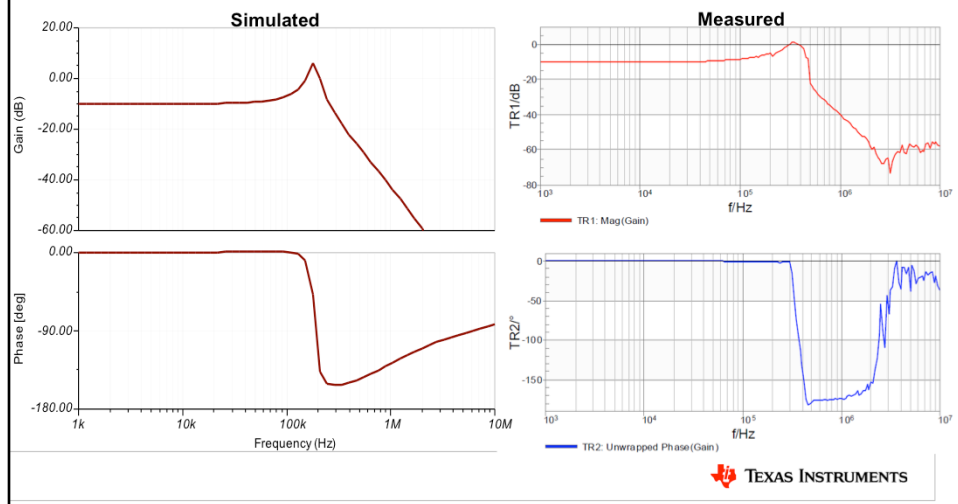 Simulated
20.00
0.00
-20.00
-40.00
-60.00
Gain (dB)
0.00
-90.00
-180.00
Phase [deg]
1k 10k 100k 1M 10M
Frequency (Hz)
Measured
0
-20
-40
-60
-80
TR1/dB
10³ 10⁴ 10⁵ 10⁶ 10⁷
f/Hz
TR1: Mag(Gain)
0
-50
-100
-150
TR2/°
10³ 10⁴ 10⁵ 10⁶ 10⁷
f/Hz
TR2: Unwrapped Phase(Gain)
TEXAS INSTRUMENTS